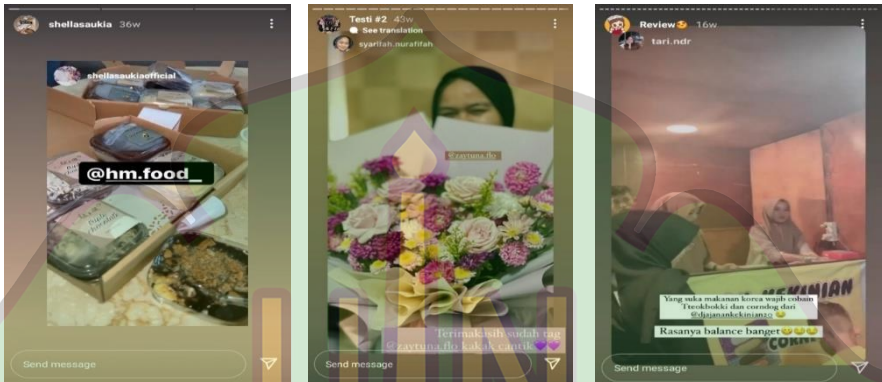 shellasaukia 36w
shellasaukiaofficial
@hm.food_
Send message
Testi #2 43w
See translation
syarifah.nurafifah
@zaytuna.flo
Terimakasih sudah tag
@zaytuna.flo kakak cantik💜💜
Send message
Review🥰 16w
tari.ndr
KEKINIAN
Yang suka makanan korea wajib cobain
Tteokbokki dan corndog dari
@djajanankekinian20
Rasanya balance banget
Send message